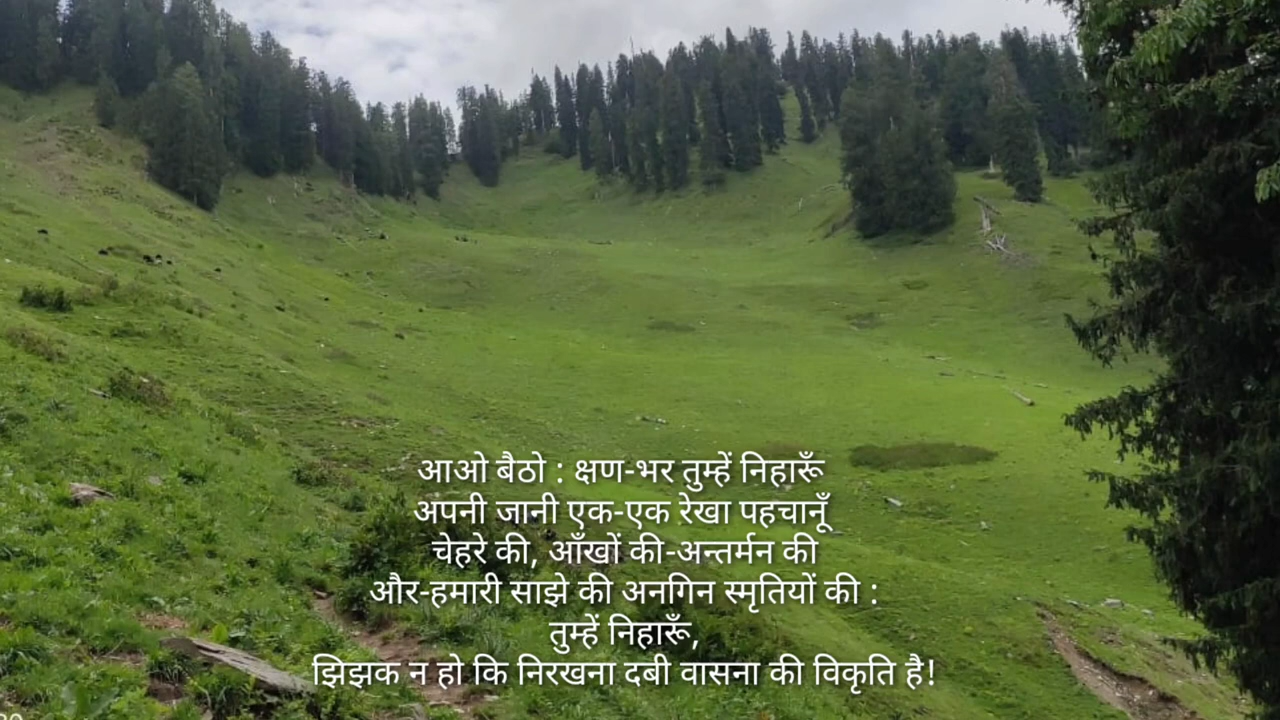 आओ बैठो : क्षण-भर तुम्हें निहारूँ
अपनी जानी एक-एक रेखा पहचानूँ
चेहरे की, आँखों की-अन्तर्मन की
और-हमारी साझे की अनगिन स्मृतियों की :
तुम्हें निहारूँ,
झिझक न हो कि निरखना दबी वासना की विकृति है!